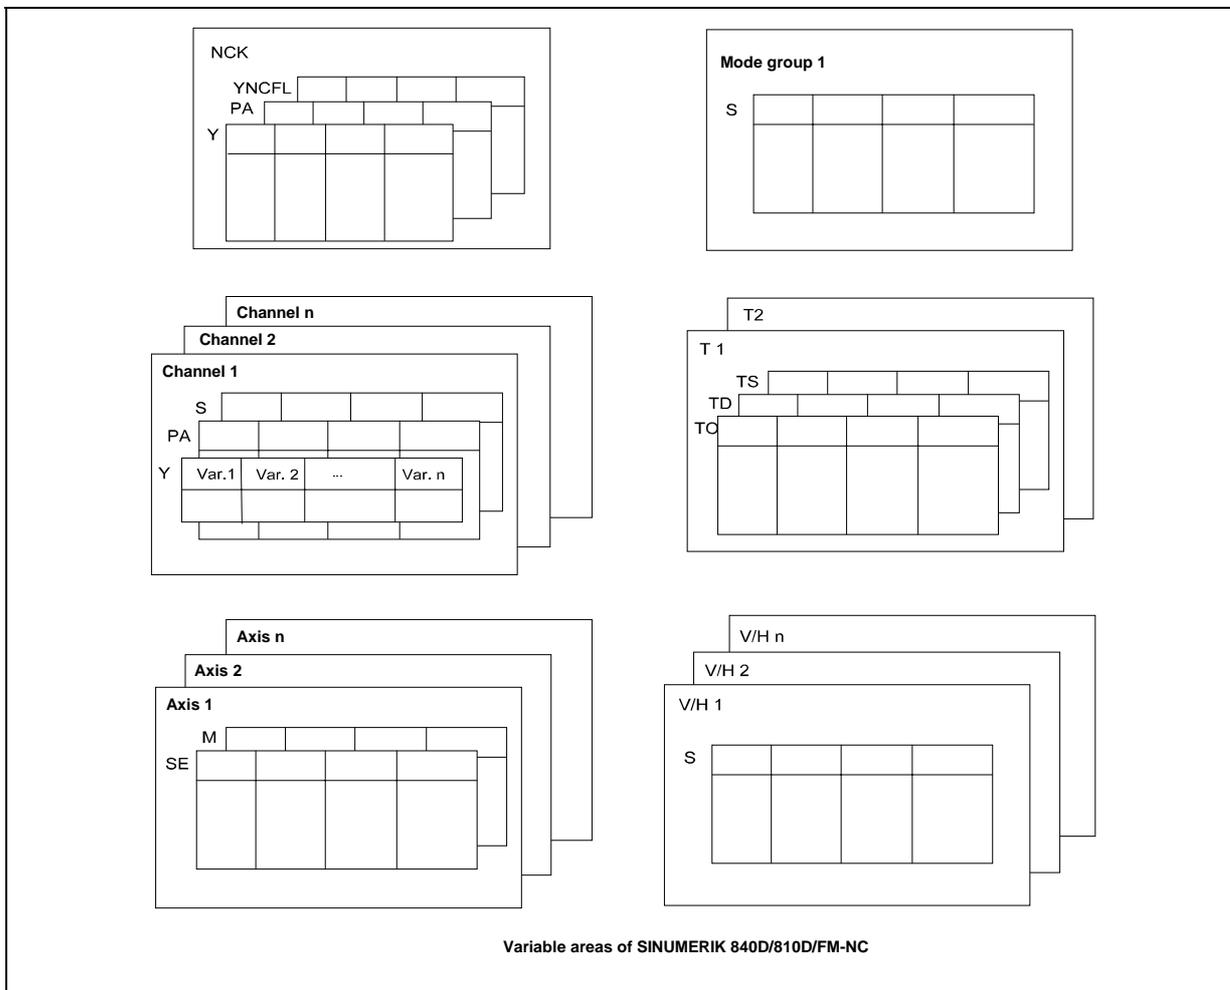 NCK
YNCFL
PA
Y
Mode group 1
S
Channel n
Channel 2
Channel 1
S
PA
Y Var.1 Var. 2 ... Var. n
T2
T 1
TS
TD
TO
Axis n
Axis 2
Axis 1
M
SE
V/H n
V/H 2
V/H 1
S
Variable areas of SINUMERIK 840D/810D/FM-NC